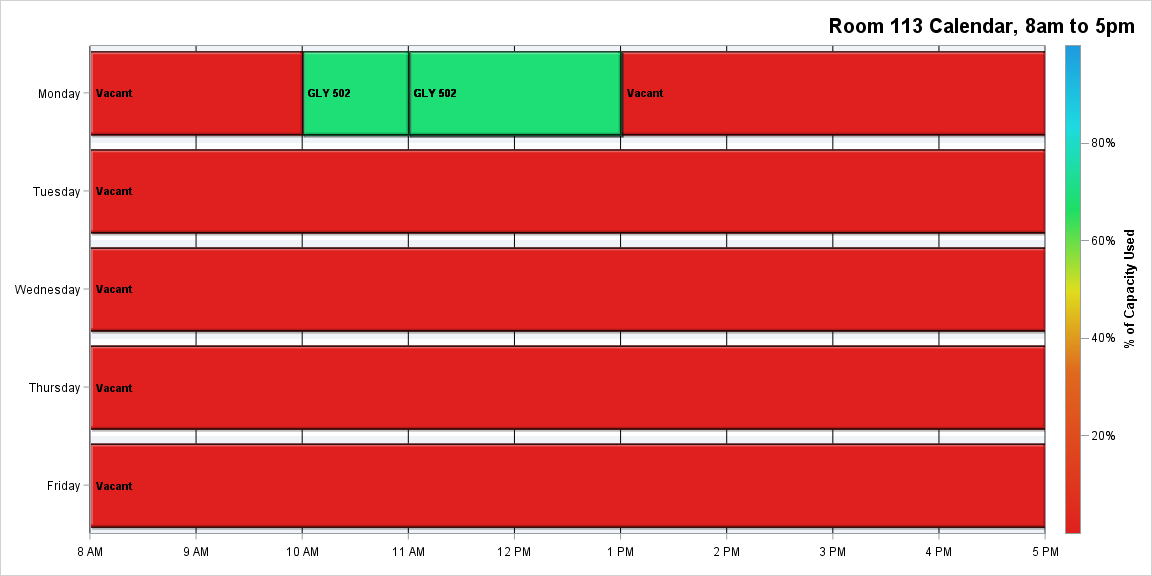 Room 113 Calendar, 8am to 5pm
Monday Vacant GLY 502 GLY 502 Vacant
Tuesday Vacant
Wednesday Vacant
Thursday Vacant
Friday Vacant
8 AM 9 AM 10 AM 11 AM 12 PM 1 PM 2 PM 3 PM 4 PM 5 PM
80%
60%
40%
20%
% of Capacity Used